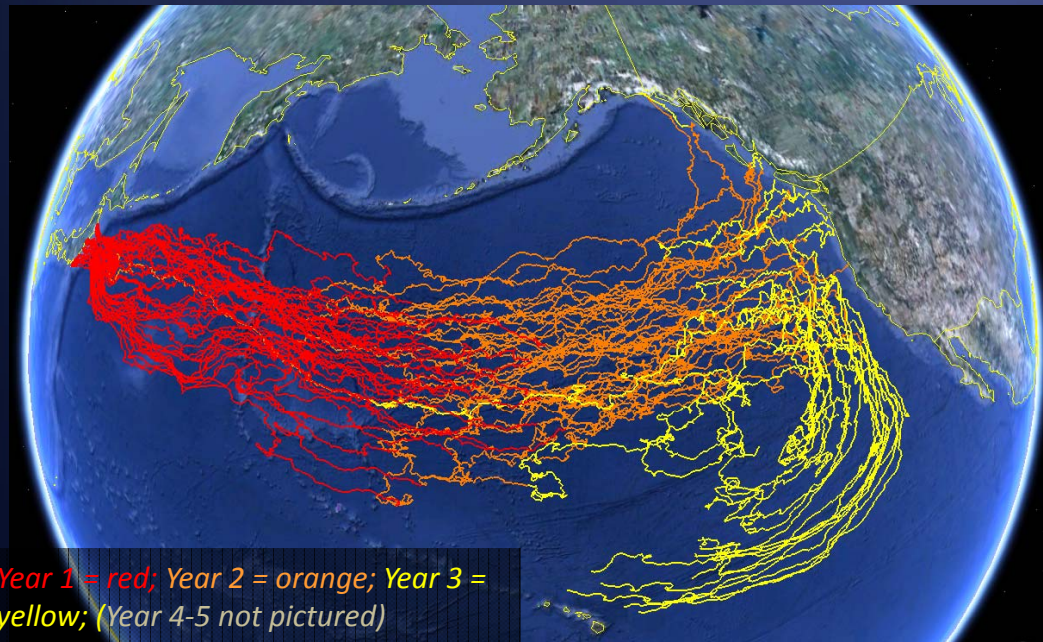 Year 1 = red; Year 2 = orange; Year 3 =
yellow; (Year 4-5 not pictured)